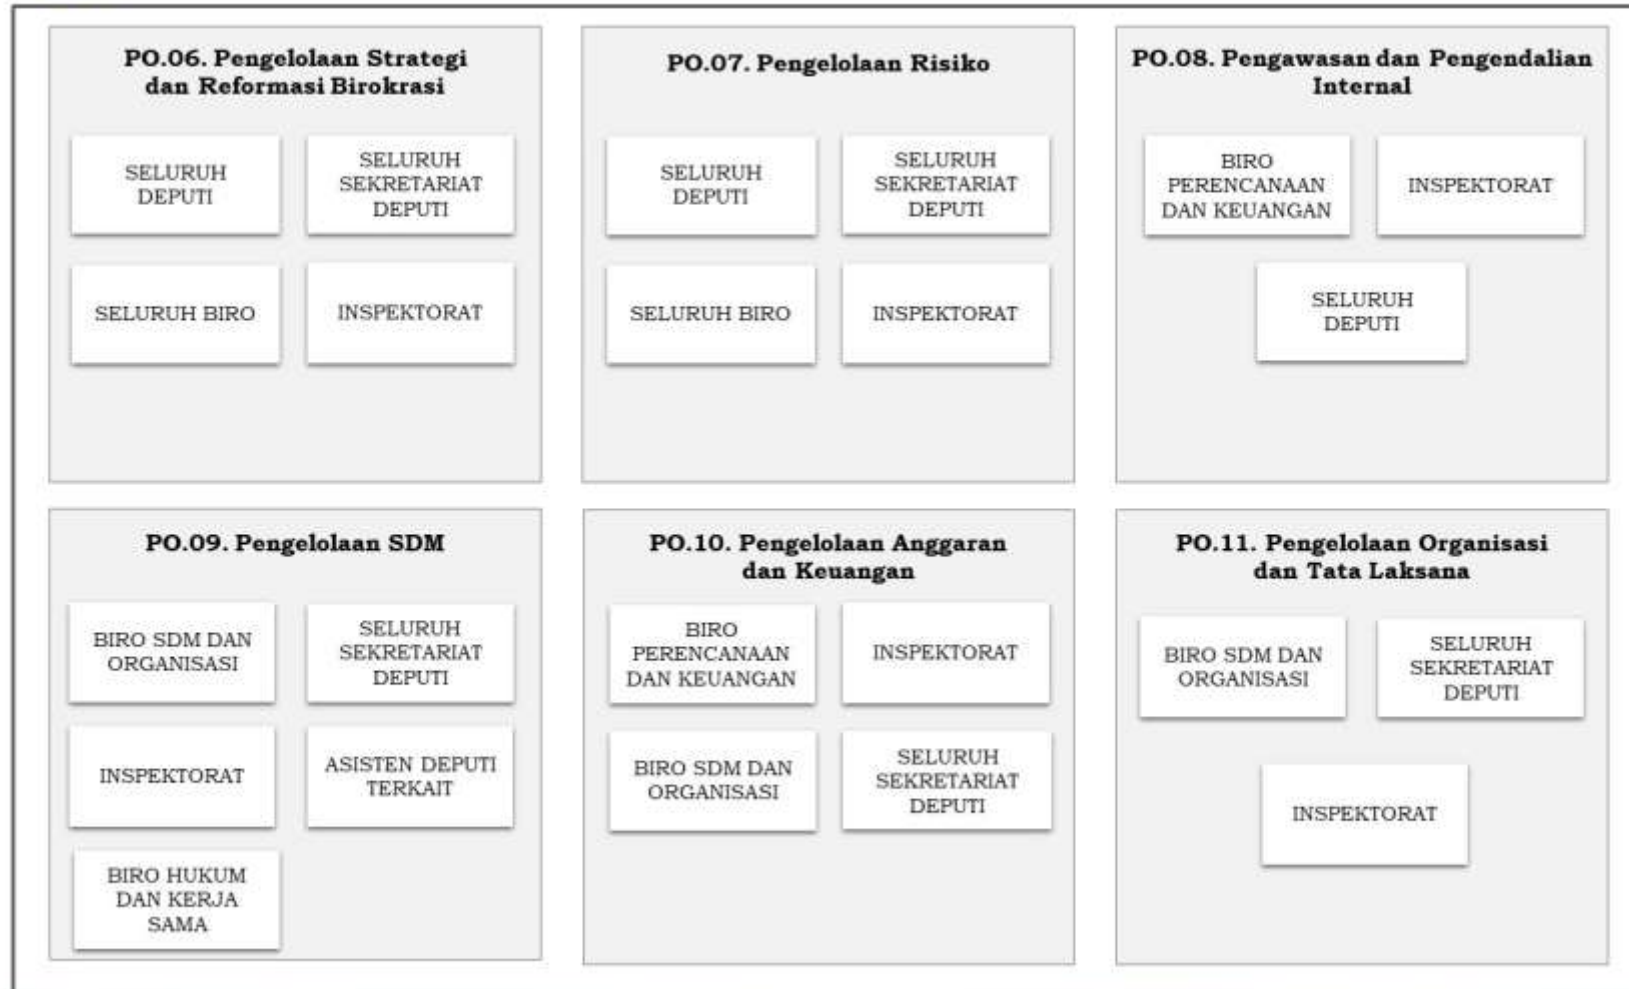 PO.06. Pengelolaan Strategi
dan Reformasi Birokrasi
SELURUH
DEPUTI
SELURUH
SEKRETARIAT
DEPUTI
SELURUH BIRO
INSPEKTORAT
PO.07. Pengelolaan Risiko
SELURUH
DEPUTI
SELURUH
SEKRETARIAT
DEPUTI
SELURUH BIRO
INSPEKTORAT
PO.08. Pengawasan dan Pengendalian
Internal
BIRO
PERENCANAAN
DAN KEUANGAN
INSPEKTORAT
SELURUH
DEPUTI
PO.09. Pengelolaan SDM
BIRO SDM DAN
ORGANISASI
SELURUH
SEKRETARIAT
DEPUTI
INSPEKTORAT
ASISTEN DEPUTI
TERKAIT
BIRO HUKUM
DAN KERJA
SAMA
PO.10. Pengelolaan Anggaran
dan Keuangan
BIRO
PERENCANAAN
DAN KEUANGAN
INSPEKTORAT
BIRO SDM DAN
ORGANISASI
SELURUH
SEKRETARIAT
DEPUTI
PO.11. Pengelolaan Organisasi
dan Tata Laksana
BIRO SDM DAN
ORGANISASI
SELURUH
SEKRETARIAT
DEPUTI
INSPEKTORAT